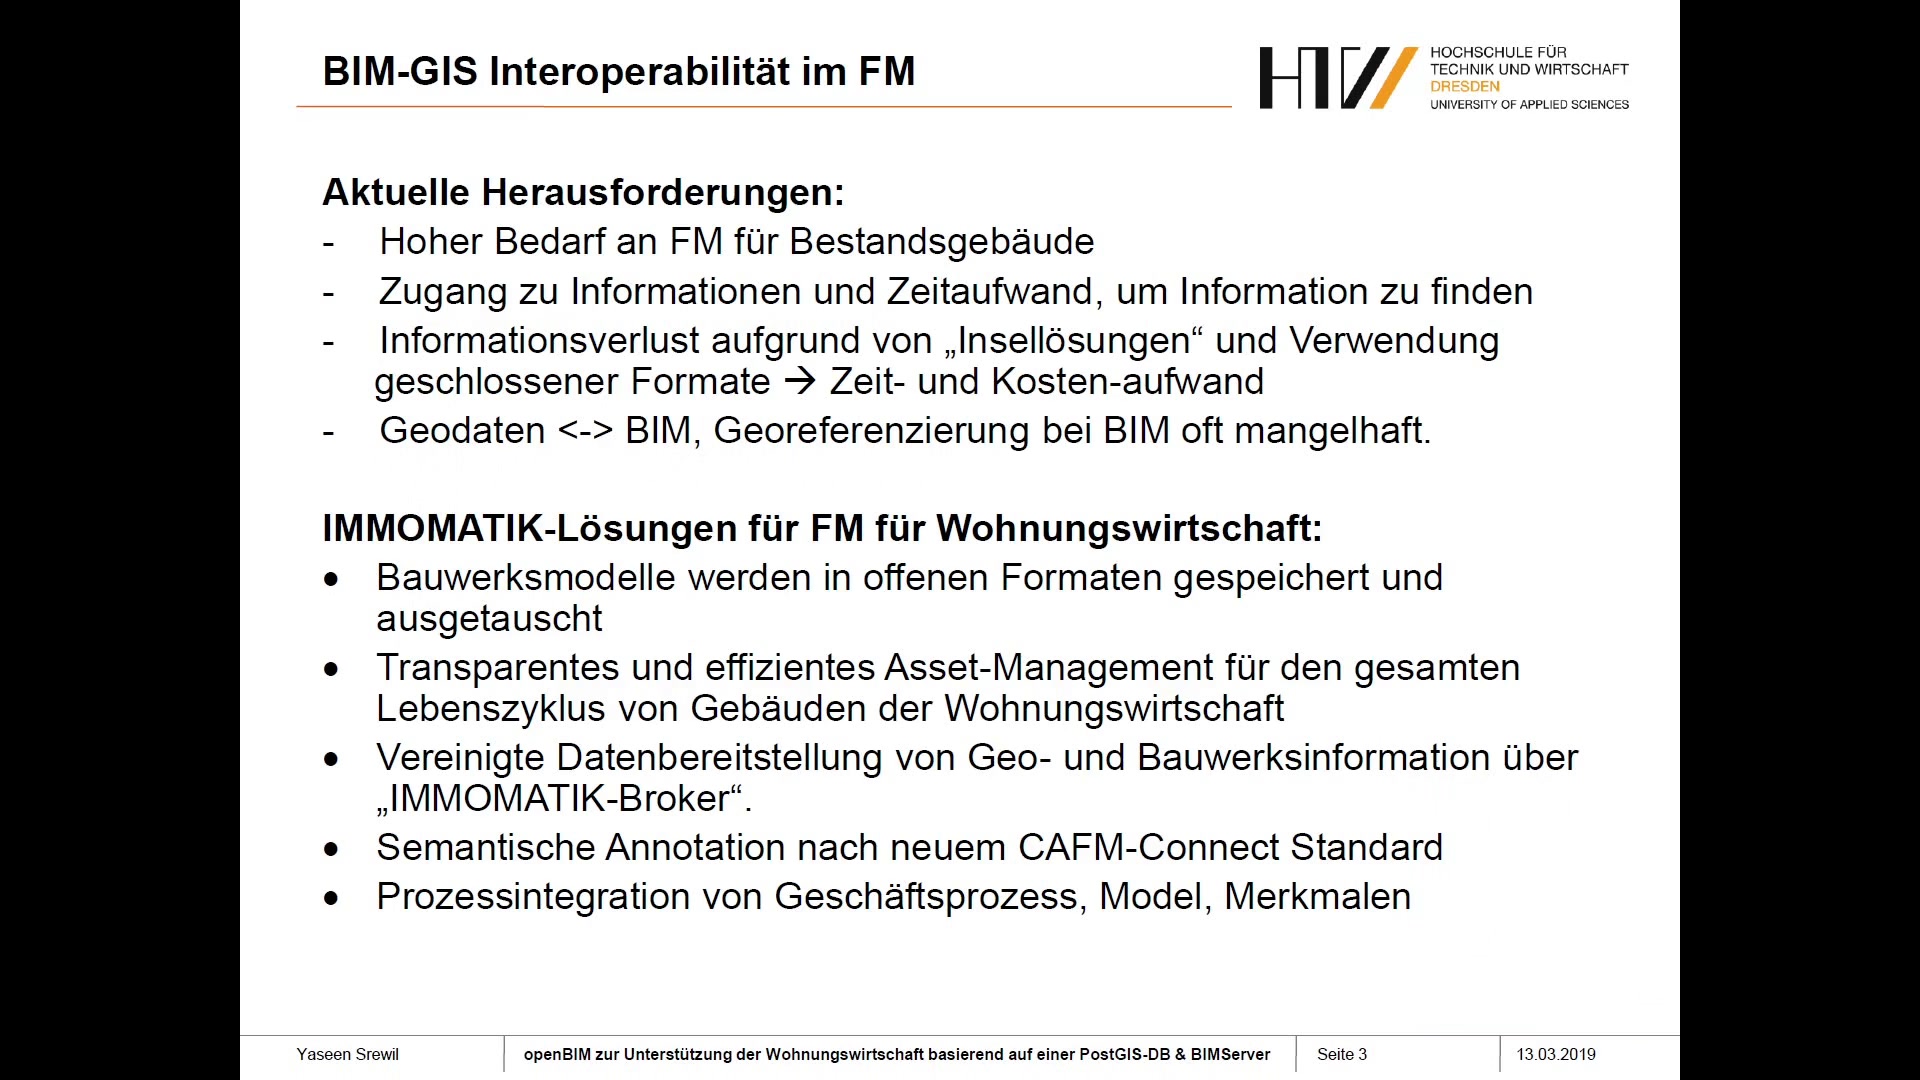 BIM-GIS Interoperabilität im FM
HTW
HOCHSCHULE FÜR
TECHNIK UND WIRTSCHAFT
DRESDEN
UNIVERSITY OF APPLIED SCIENCES
Aktuelle Herausforderungen:
- Hoher Bedarf an FM für Bestandsgebäude
- Zugang zu Informationen und Zeitaufwand, um Information zu finden
- Informationsverlust aufgrund von „Insellösungen“ und Verwendung
geschlossener Formate → Zeit- und Kosten-aufwand
- Geodaten <-> BIM, Georeferenzierung bei BIM oft mangelhaft.
IMMOMATIK-Lösungen für FM für Wohnungswirtschaft:
• Bauwerksmodelle werden in offenen Formaten gespeichert und
ausgetauscht
• Transparentes und effizientes Asset-Management für den gesamten
Lebenszyklus von Gebäuden der Wohnungswirtschaft
• Vereinigte Datenbereitstellung von Geo- und Bauwerksinformation über
„IMMOMATIK-Broker“.
• Semantische Annotation nach neuem CAFM-Connect Standard
• Prozessintegration von Geschäftsprozess, Model, Merkmalen
Yaseen Srewil
openBIM zur Unterstützung der Wohnungswirtschaft basierend auf einer PostGIS-DB & BIMServer
Seite 3
13.03.2019